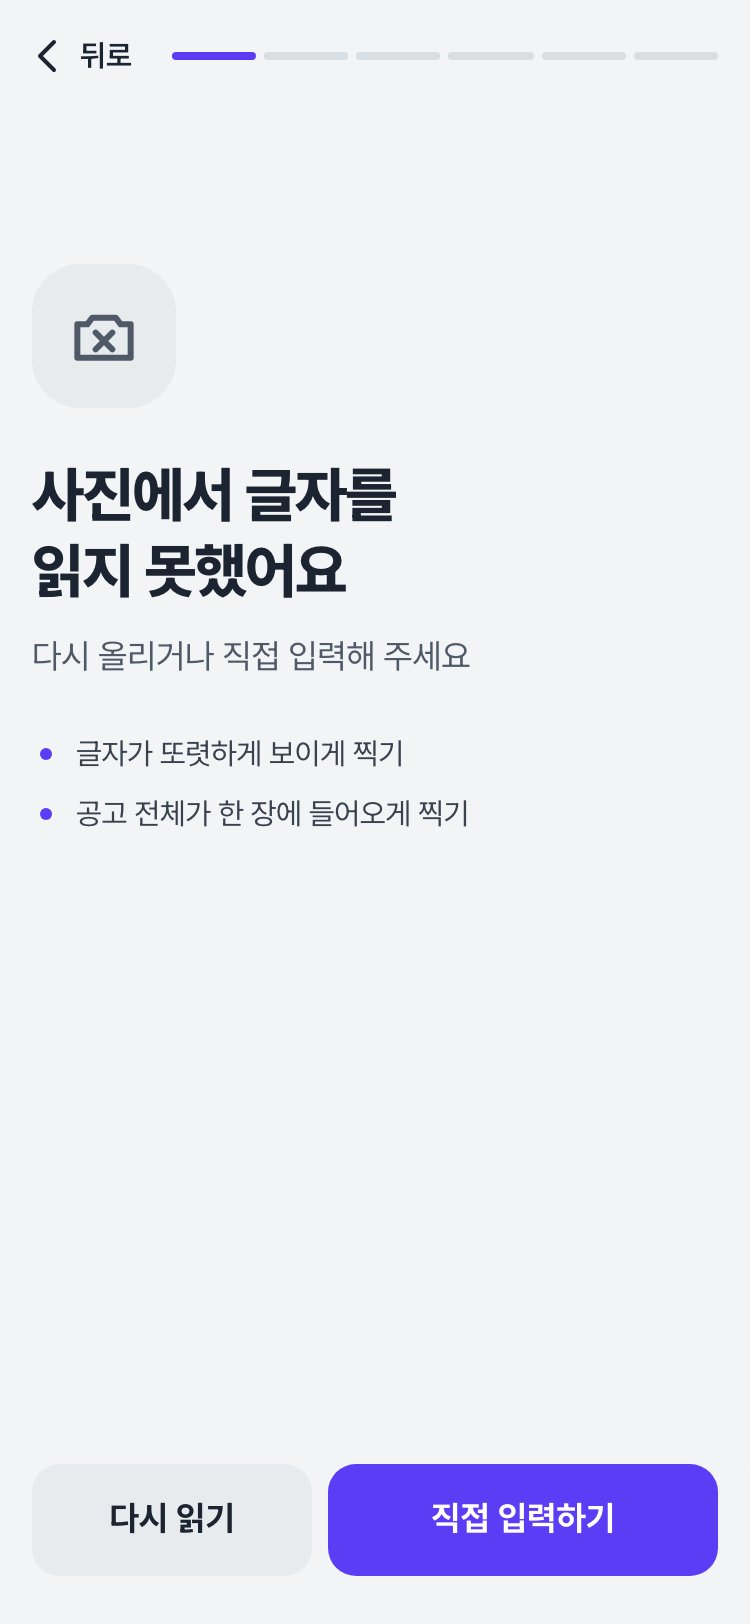 뒤로
사진에서 글자를
읽지 못했어요
다시 올리거나 직접 입력해 주세요
글자가 또렷하게 보이게 찍기
공고 전체가 한 장에 들어오게 찍기
다시 읽기
직접 입력하기